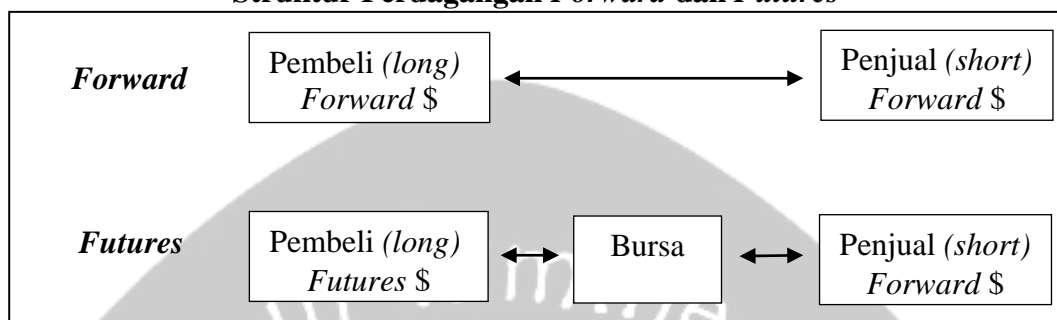 Struktur Perdagangan Forward dan Futures
Forward
Pembeli (long)
Forward $
Penjual (short)
Forward $
Futures
Pembeli (long)
Futures $
Bursa
Penjual (short)
Forward $